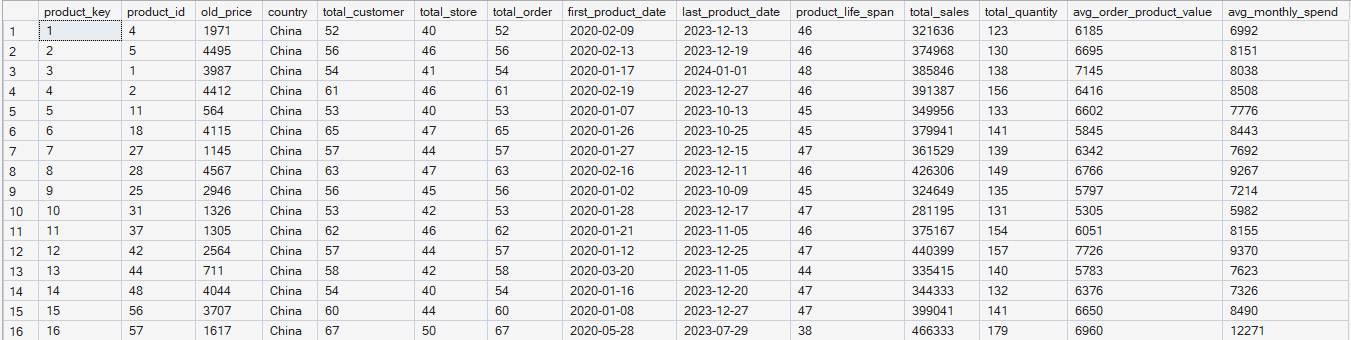 product_key product_id old_price country total_customer total_store total_order first_product_date last_product_date product_life_span total_sales total_quantity avg_order_product_value avg_monthly_spend
1 1 4 1971 China 52 40 52 2020-02-09 2023-12-13 46 321636 123 6185 6992
2 2 5 4495 China 56 46 56 2020-02-13 2023-12-19 46 374968 130 6695 8151
3 3 1 3987 China 54 41 54 2020-01-17 2024-01-01 48 385846 138 7145 8038
4 4 2 4412 China 61 46 61 2020-02-19 2023-12-27 46 391387 156 6416 8508
5 5 11 564 China 53 40 53 2020-01-07 2023-10-13 45 349956 133 6602 7776
6 6 18 4115 China 65 47 65 2020-01-26 2023-10-25 45 379941 141 5845 8443
7 7 27 1145 China 57 44 57 2020-01-27 2023-12-15 47 361529 139 6342 7692
8 8 28 4567 China 63 47 63 2020-02-16 2023-12-11 46 426306 149 6766 9267
9 9 25 2946 China 56 45 56 2020-01-02 2023-10-09 45 324649 135 5797 7214
10 10 31 1326 China 53 42 53 2020-01-28 2023-12-17 47 281195 131 5305 5982
11 11 37 1305 China 62 46 62 2020-01-21 2023-11-05 46 375167 154 6051 8155
12 12 42 2564 China 57 44 57 2020-01-12 2023-12-25 47 440399 157 7726 9370
13 13 44 711 China 58 42 58 2020-03-20 2023-11-05 44 335415 140 5783 7623
14 14 48 4044 China 54 40 54 2020-01-16 2023-12-20 47 344333 132 6376 7326
15 15 56 3707 China 60 44 60 2020-01-08 2023-12-27 47 399041 141 6650 8490
16 16 57 1617 China 67 50 67 2020-05-28 2023-07-29 38 466333 179 6960 12271